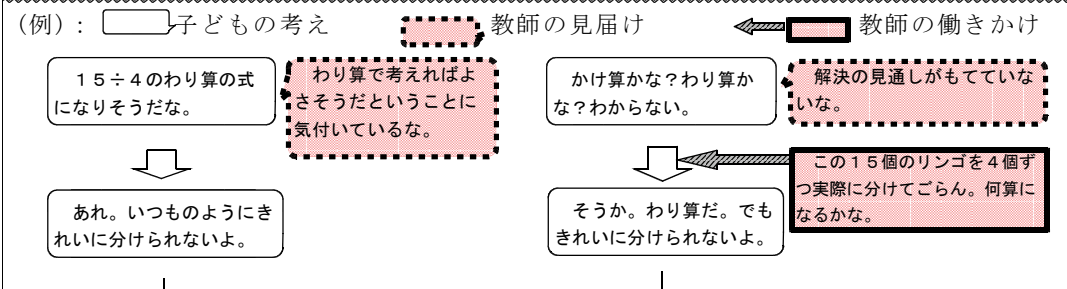 (例)：子どもの考え　教師の見届け　教師の働きかけ
１５÷４のわり算の式
になりそうだな。
わり算で考えればよ
さそうだということに
気付いているな。
かけ算かな？わり算か
な？わからない。
解決の見通しがもてていな
いな。
この１５個のリンゴを４個ず
つ実際に分けてごらん。何算に
なるかな。
あれ。いつものようにき
れいに分けられないよ。
そうか。わり算だ。でも
きれいに分けられないよ。